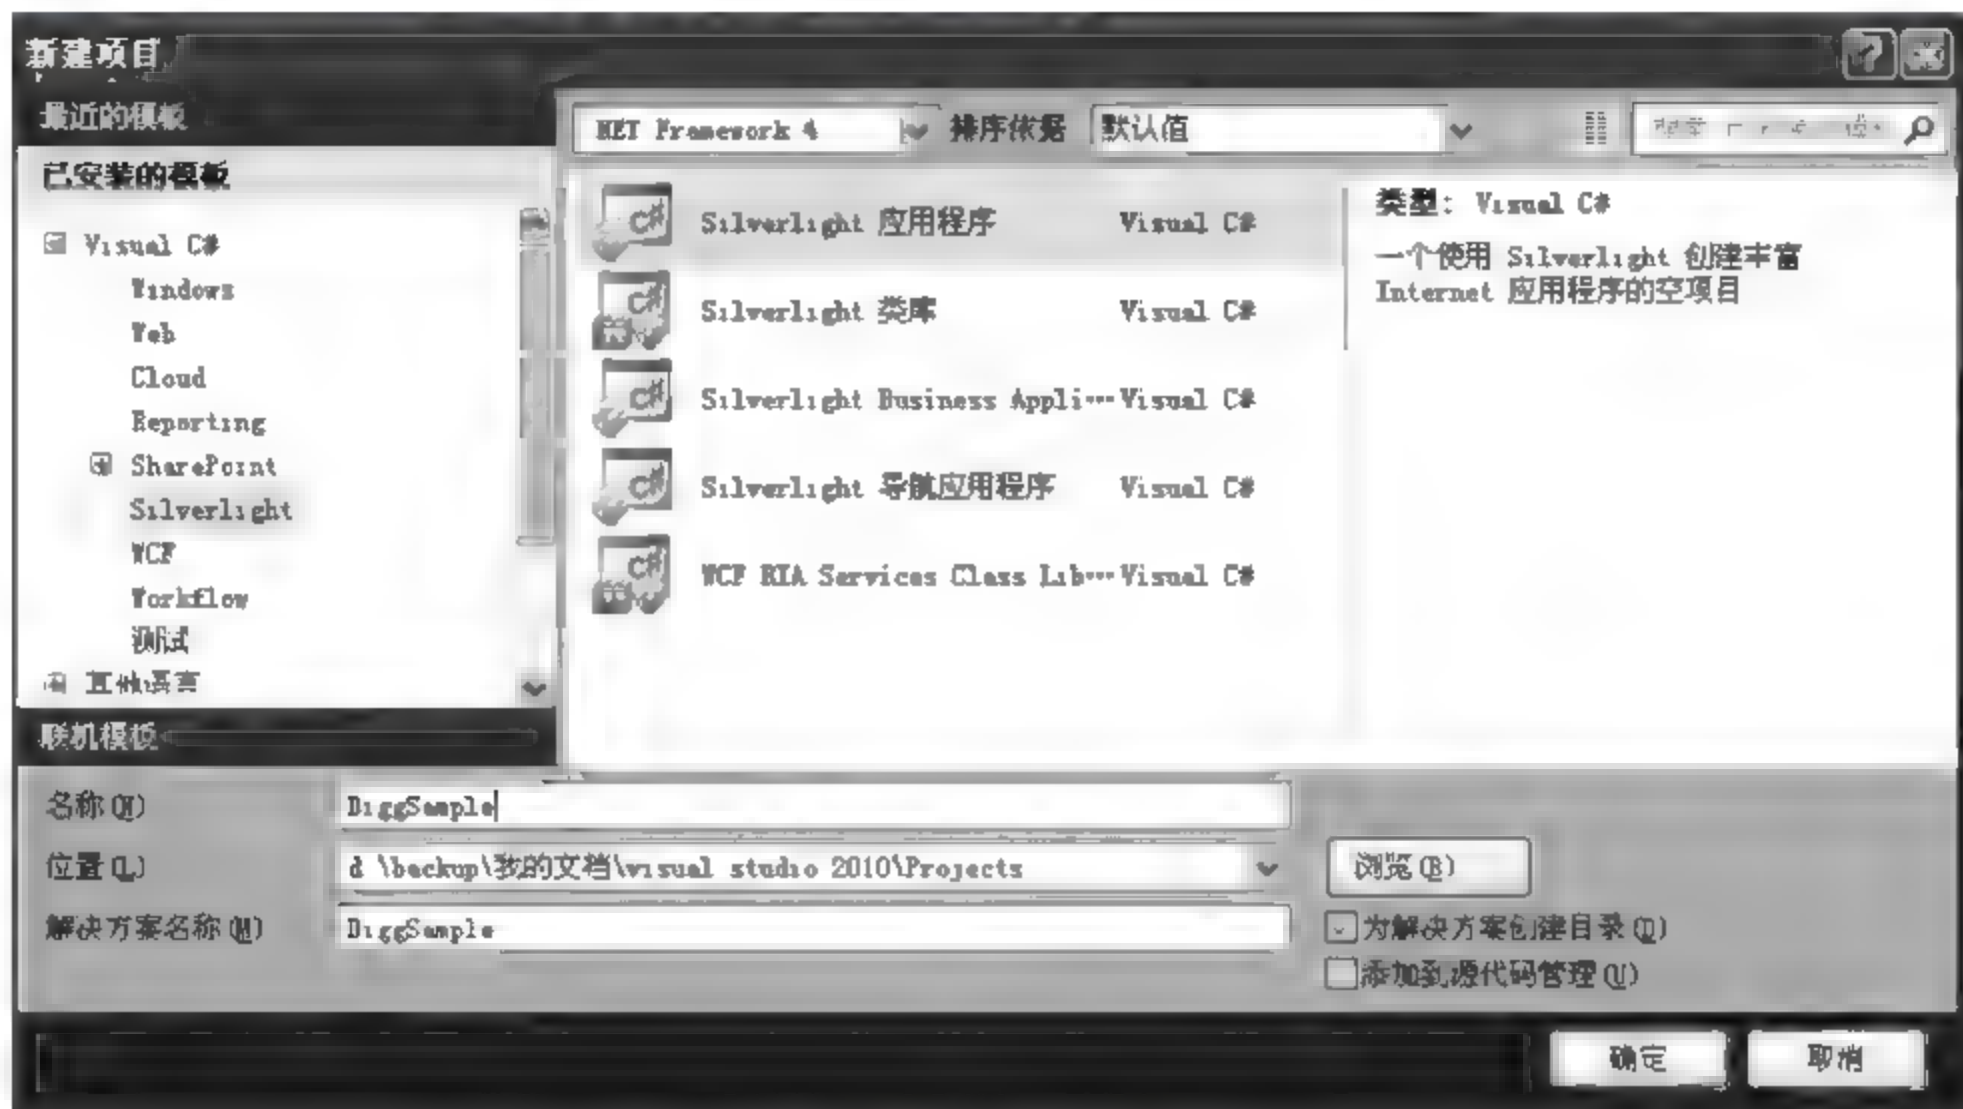 新建项目
最近的模板
已安装的模板
Visual C#
Windows
Web
Cloud
Reporting
SharePoint
Silverlight
WCF
Workflow
测试
其他语言
联机模板
NET Framework 4 排序依据 默认值
Silverlight 应用程序 Visual C#
Silverlight 类库 Visual C#
Silverlight Business Appli… Visual C#
Silverlight 导航应用程序 Visual C#
WCF RIA Services Class Lib… Visual C#
类型: Visual C#
一个使用 Silverlight 创建丰富
Internet 应用程序的空项目
名称(N) DiggSample
位置(L) d \backup\我的文档\visual studio 2010\Projects 浏览(B)
解决方案名称(M) DiggSample 为解决方案创建目录(D)
添加到源代码管理(U)
确定 取消